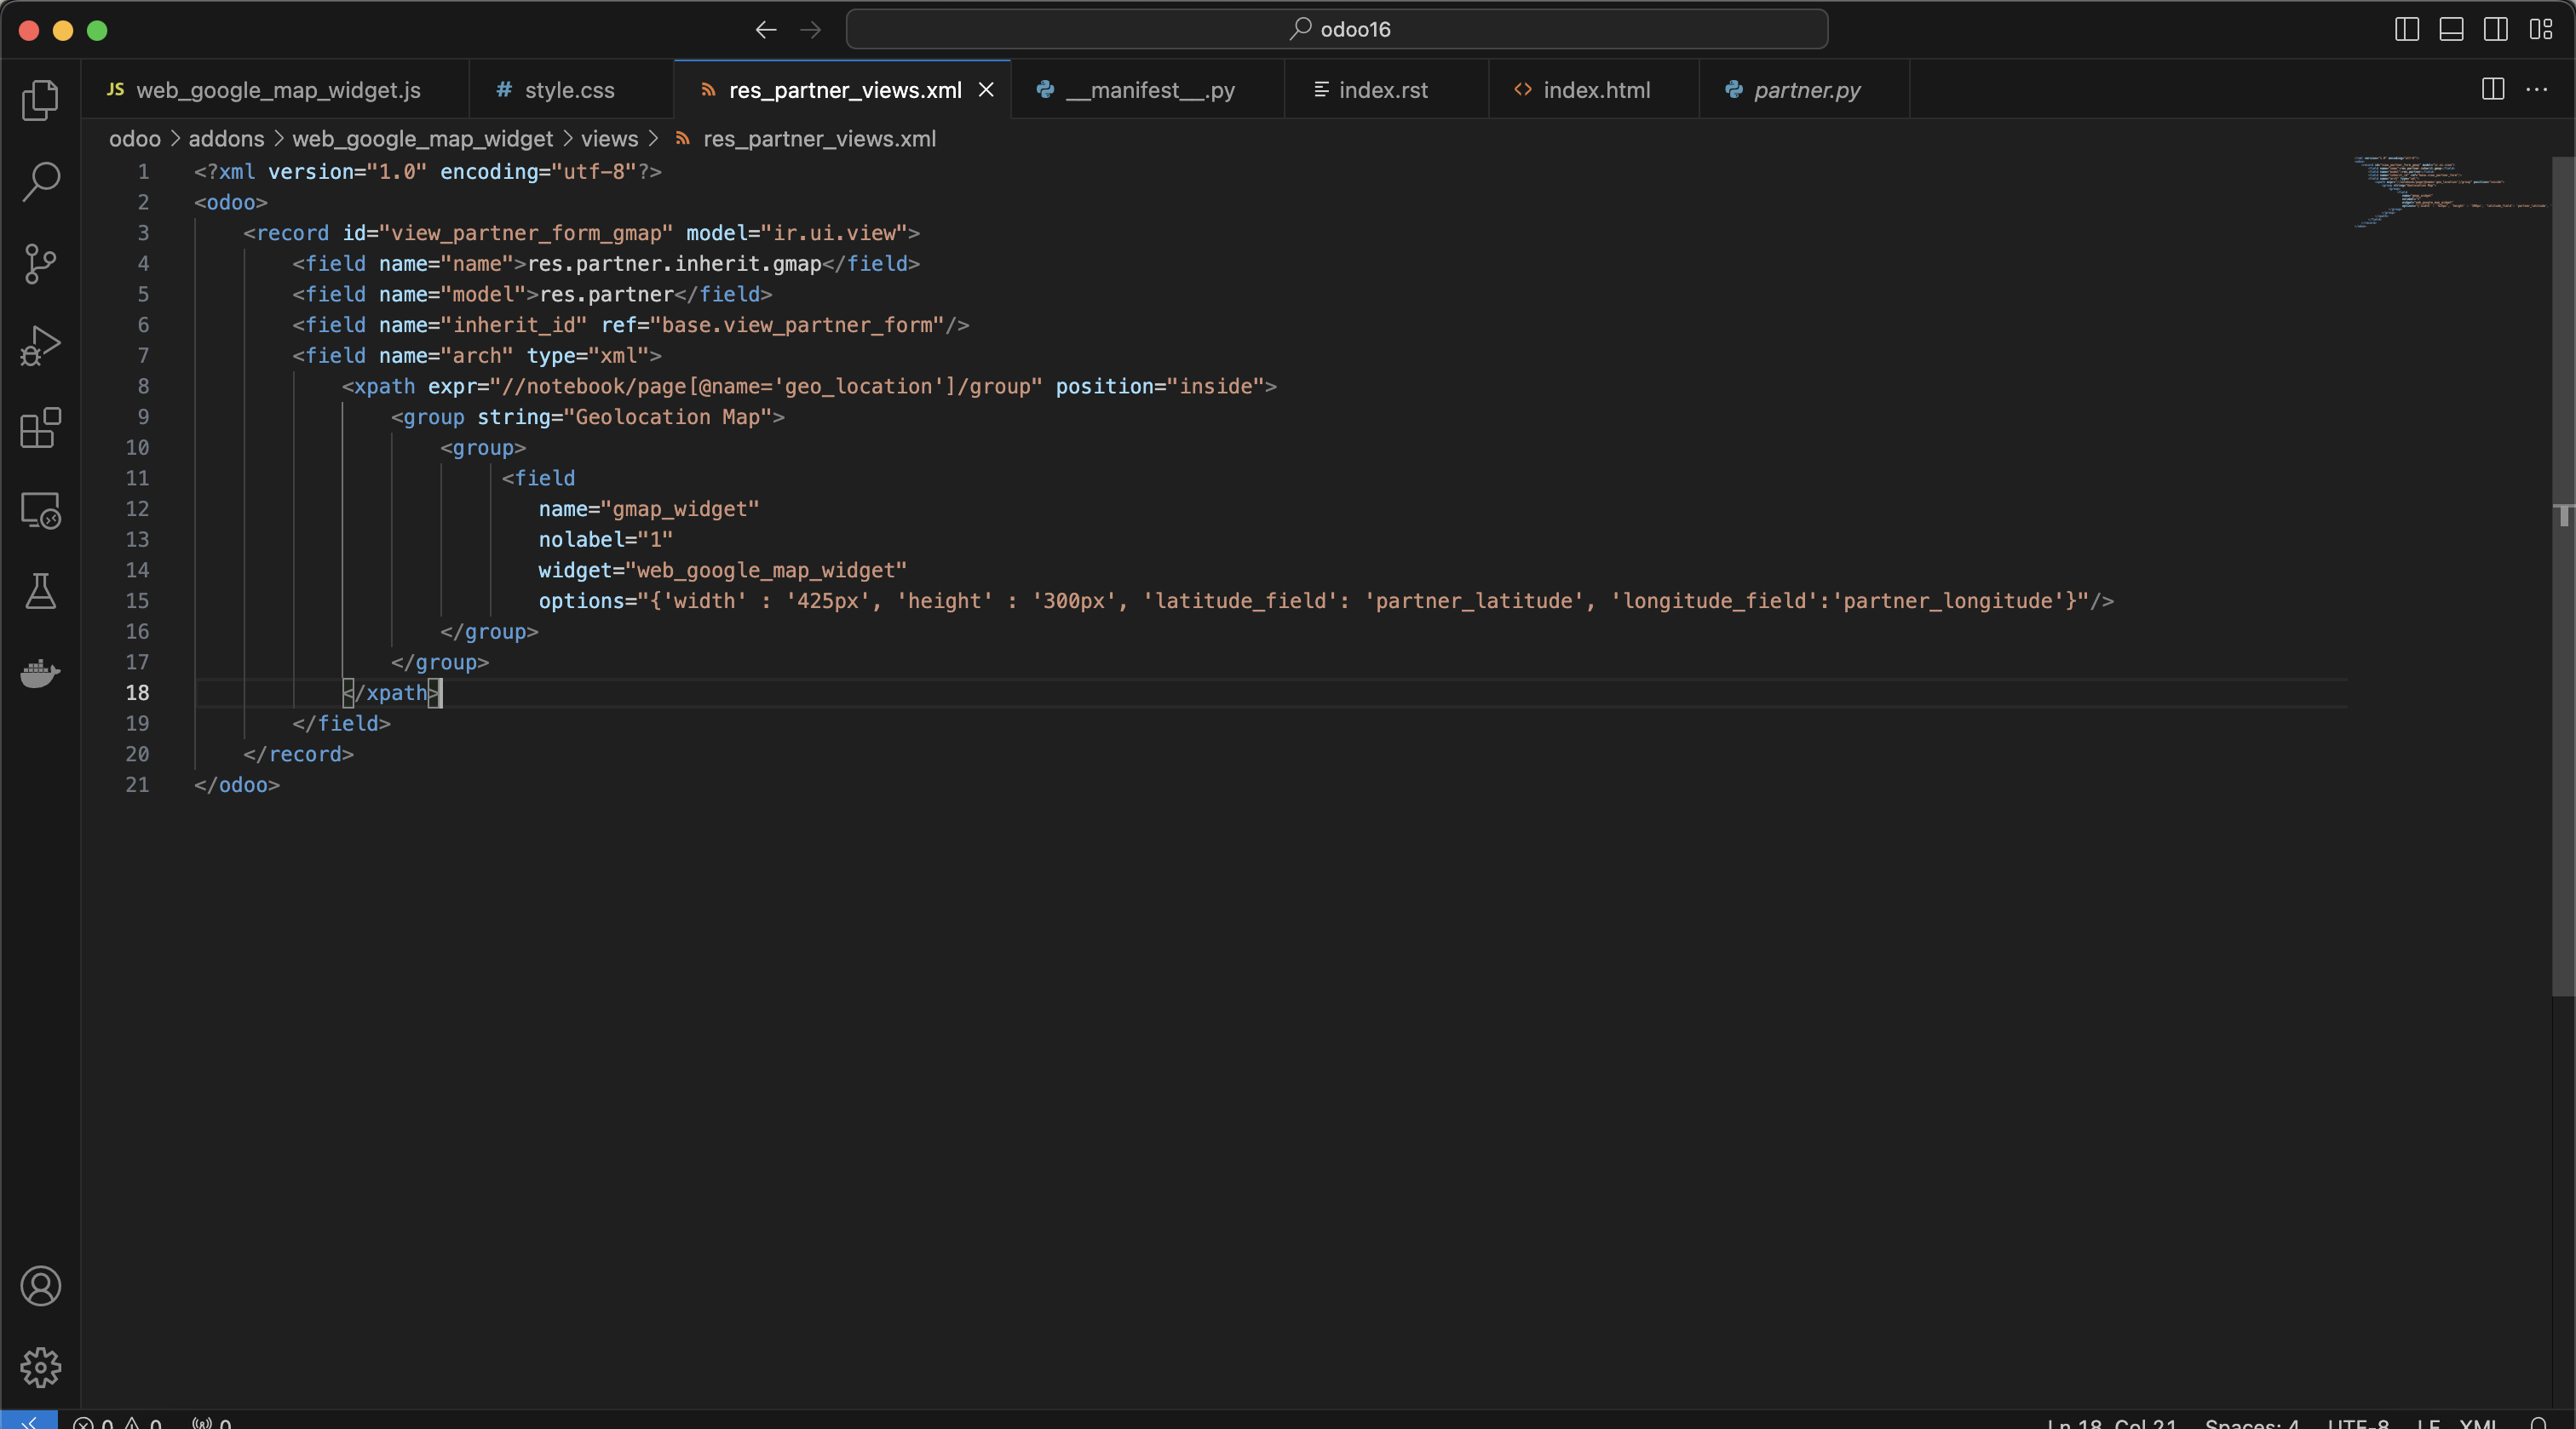 odoo16
JS web_google_map_widget.js # style.css res_partner_views.xml __manifest__.py index.rst index.html partner.py
odoo > addons > web_google_map_widget > views > res_partner_views.xml
1 <?xml version="1.0" encoding="utf-8"?>
2 <odoo>
3 <record id="view_partner_form_gmap" model="ir.ui.view">
4 <field name="name">res.partner.inherit.gmap</field>
5 <field name="model">res.partner</field>
6 <field name="inherit_id" ref="base.view_partner_form"/>
7 <field name="arch" type="xml">
8 <xpath expr="//notebook/page[@name='geo_location']/group" position="inside">
9 <group string="Geolocation Map">
10 <group>
11 <field
12 name="gmap_widget"
13 nolabel="1"
14 widget="web_google_map_widget"
15 options="{'width' : '425px', 'height' : '300px', 'latitude_field': 'partner_latitude', 'longitude_field':'partner_longitude'}"/>
16 </group>
17 </group>
18 </xpath>
19 </field>
20 </record>
21 </odoo>
0 0 0 Ln 18, Col 21 Spaces: 4 UTF-8 LF XML